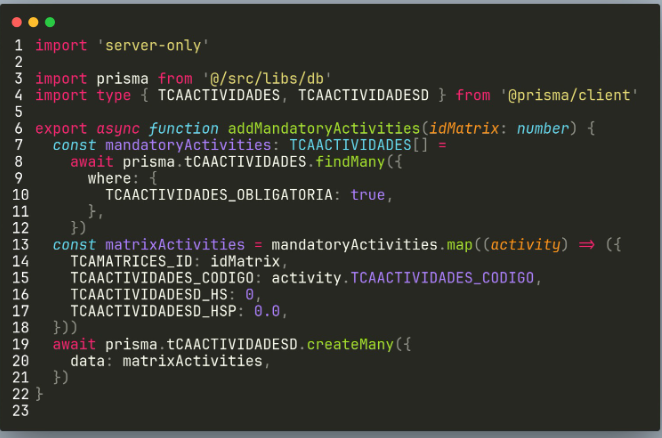 1 import 'server-only'
2
3 import prisma from '@/src/libs/db'
4 import type { TCAACTIVIDADES, TCAACTIVIDADESD } from '@prisma/client'
5
6 export async function addMandatoryActivities(idMatrix: number) {
7   const mandatoryActivities: TCAACTIVIDADES[] =
8     await prisma.tCAACTIVIDADES.findMany({
9       where: {
10         TCAACTIVIDADES_OBLIGATORIA: true,
11       },
12     })
13   const matrixActivities = mandatoryActivities.map((activity) => ({
14     TCAMATRICES_ID: idMatrix,
15     TCAACTIVIDADES_CODIGO: activity.TCAACTIVIDADES_CODIGO,
16     TCAACTIVIDADESD_HS: 0,
17     TCAACTIVIDADESD_HSP: 0.0,
18   }))
19   await prisma.tCAACTIVIDADESD.createMany({
20     data: matrixActivities,
21   })
22 }
23